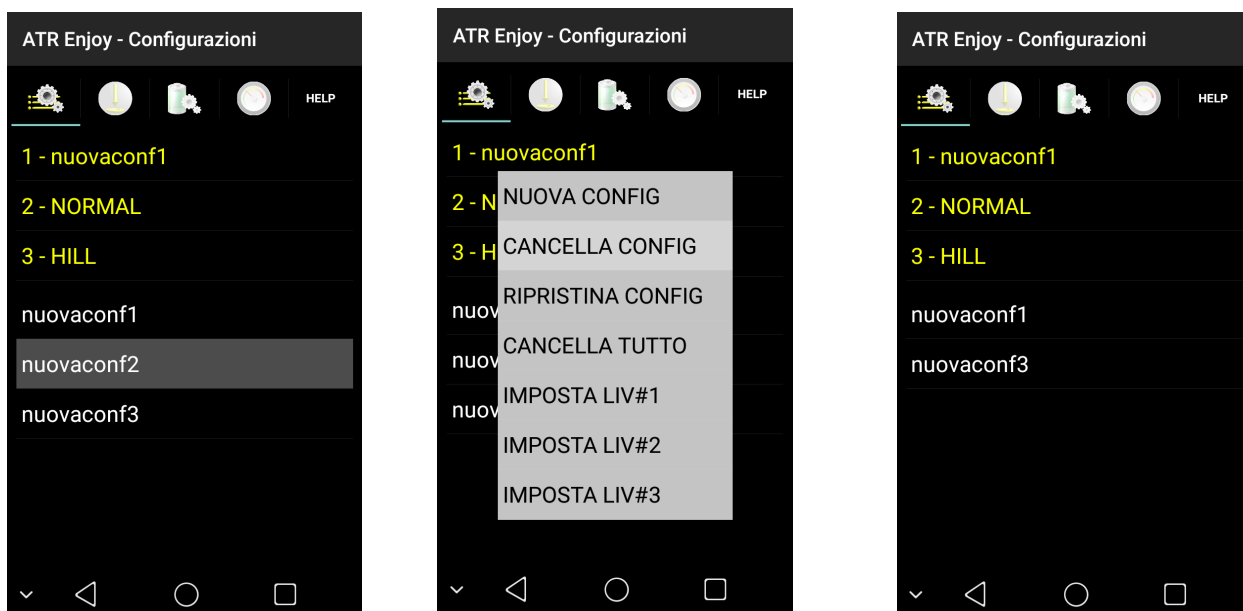 ATR Enjoy - Configurazioni
HELP
1 - nuovaconf1
2 - NORMAL
3 - HILL
nuovaconf1
nuovaconf2
nuovaconf3
ATR Enjoy - Configurazioni
HELP
1 - nuovaconf1
2 - N
3 - H
nuov
nuov
nuov
NUOVA CONFIG
CANCELLA CONFIG
RIPRISTINA CONFIG
CANCELLA TUTTO
IMPOSTA LIV#1
IMPOSTA LIV#2
IMPOSTA LIV#3
ATR Enjoy - Configurazioni
HELP
1 - nuovaconf1
2 - NORMAL
3 - HILL
nuovaconf1
nuovaconf3